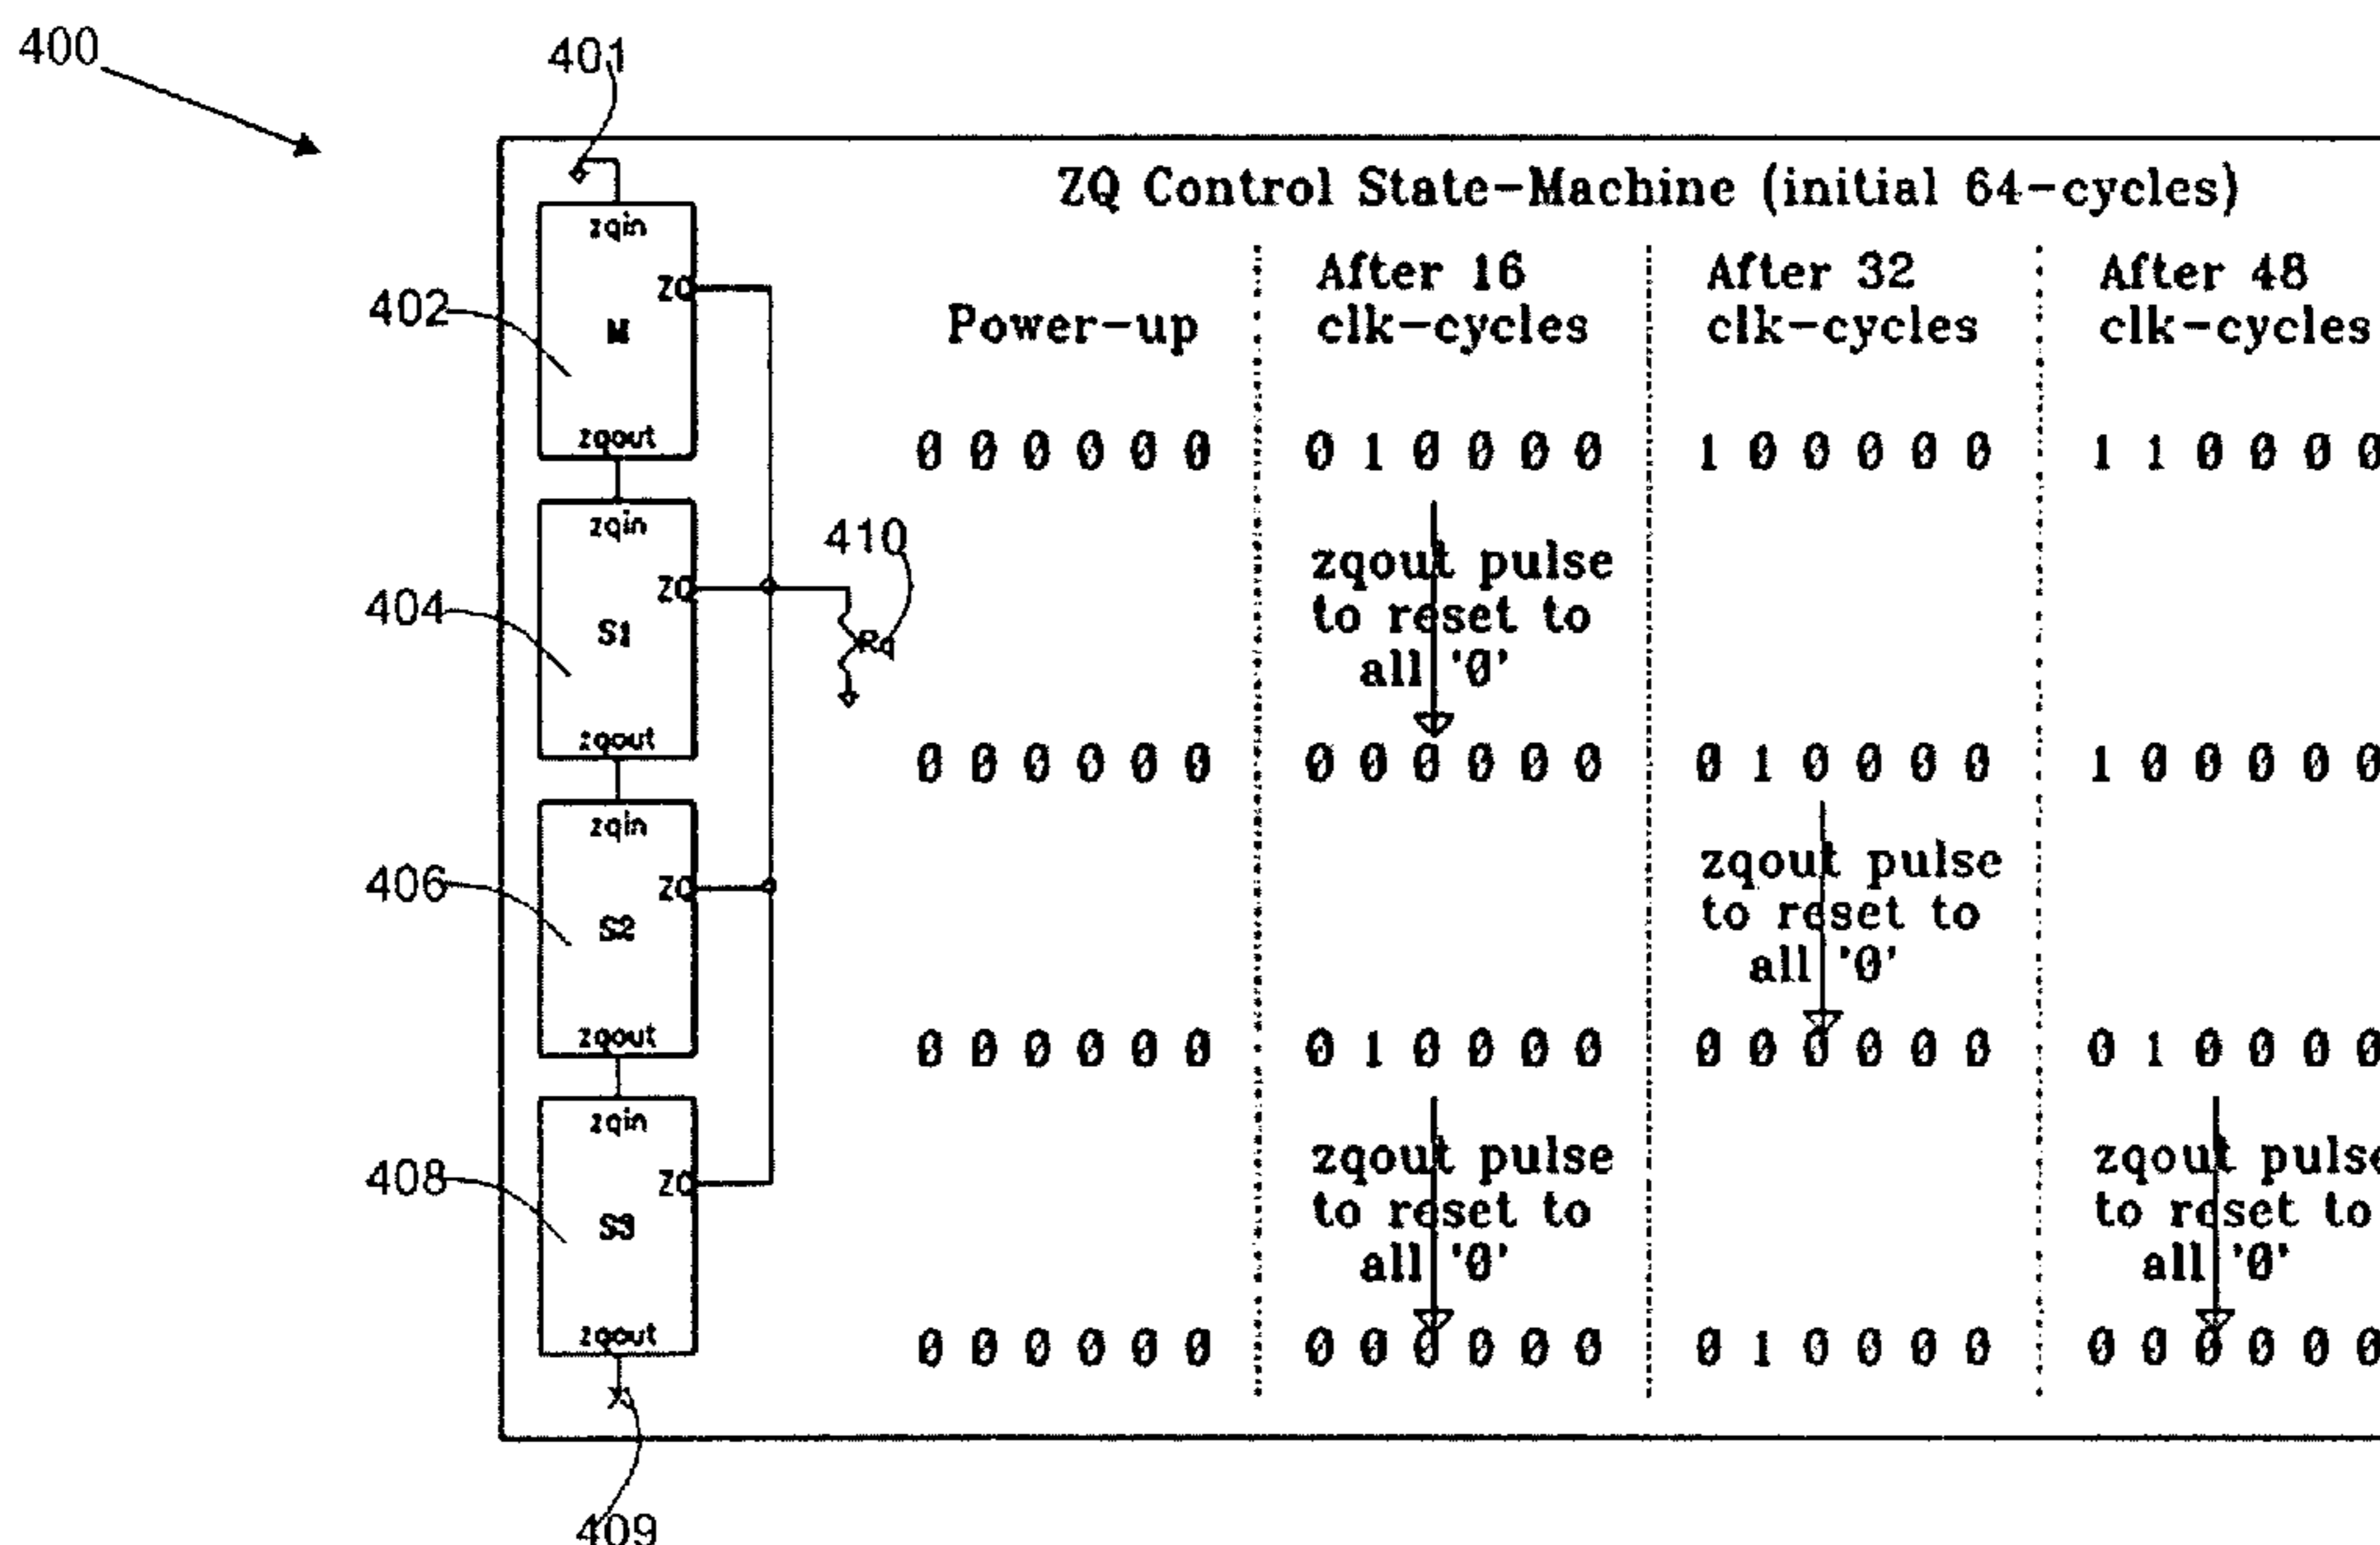 400
401
ZQ Control State-Machine (initial 64-cycles)
Power-up
After 16
clk-cycles
After 32
clk-cycles
After 48
clk-cycles
zqin
ZQ
402
M
zqout
0 0 0 0 0 0
0 1 0 0 0 0
1 0 0 0 0 0
1 1 0 0 0 0
zqin
ZQ
404
S1
zqout
410
Rq
zqout pulse
to reset to
all '0'
0 0 0 0 0 0
0 0 0 0 0 0
0 1 0 0 0 0
1 0 0 0 0 0
zqin
ZQ
406
S2
zqout
zqout pulse
to reset to
all '0'
0 0 0 0 0 0
0 1 0 0 0 0
0 0 0 0 0 0
0 1 0 0 0 0
zqin
ZQ
408
S3
zqout
zqout pulse
to reset to
all '0'
zqout pulse
to reset to
all '0'
0 0 0 0 0 0
0 0 0 0 0 0
0 1 0 0 0 0
0 0 0 0 0 0
X
409